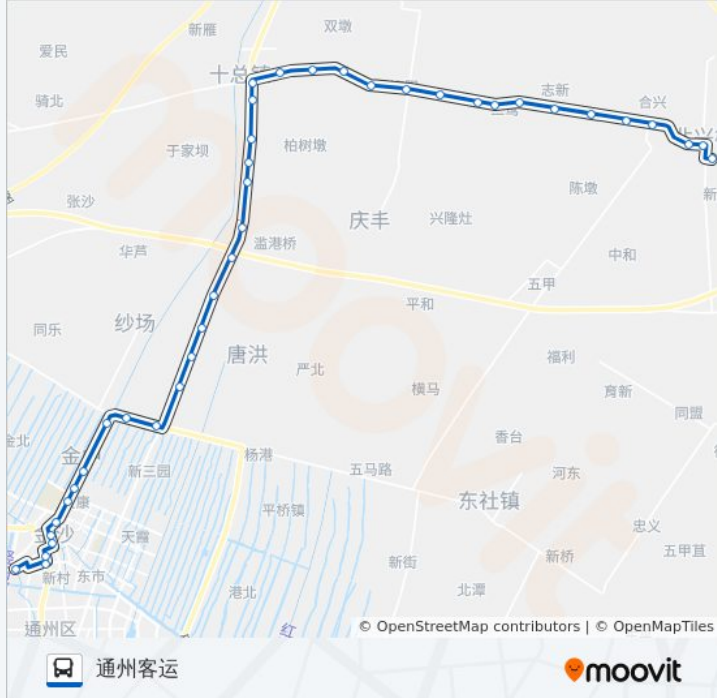 双墩
新雁
爱民
十总镇
骑北
志新
合兴
于家坝
柏树墩
张沙
陈墩
庆丰
兴隆灶
华芦
滥港桥
中和
五甲
平和
同乐
纱场
唐洪
严北
福利
横马
育新
同盟
香台
金北
杨港
新三园
五马路
河东
东社镇
平桥镇
忠义
天霞
新桥
五甲苴
新街
新村
东市
北潭
港北
通州区
红
© OpenStreetMap contributors | © OpenMapTiles
通州客运
moovit